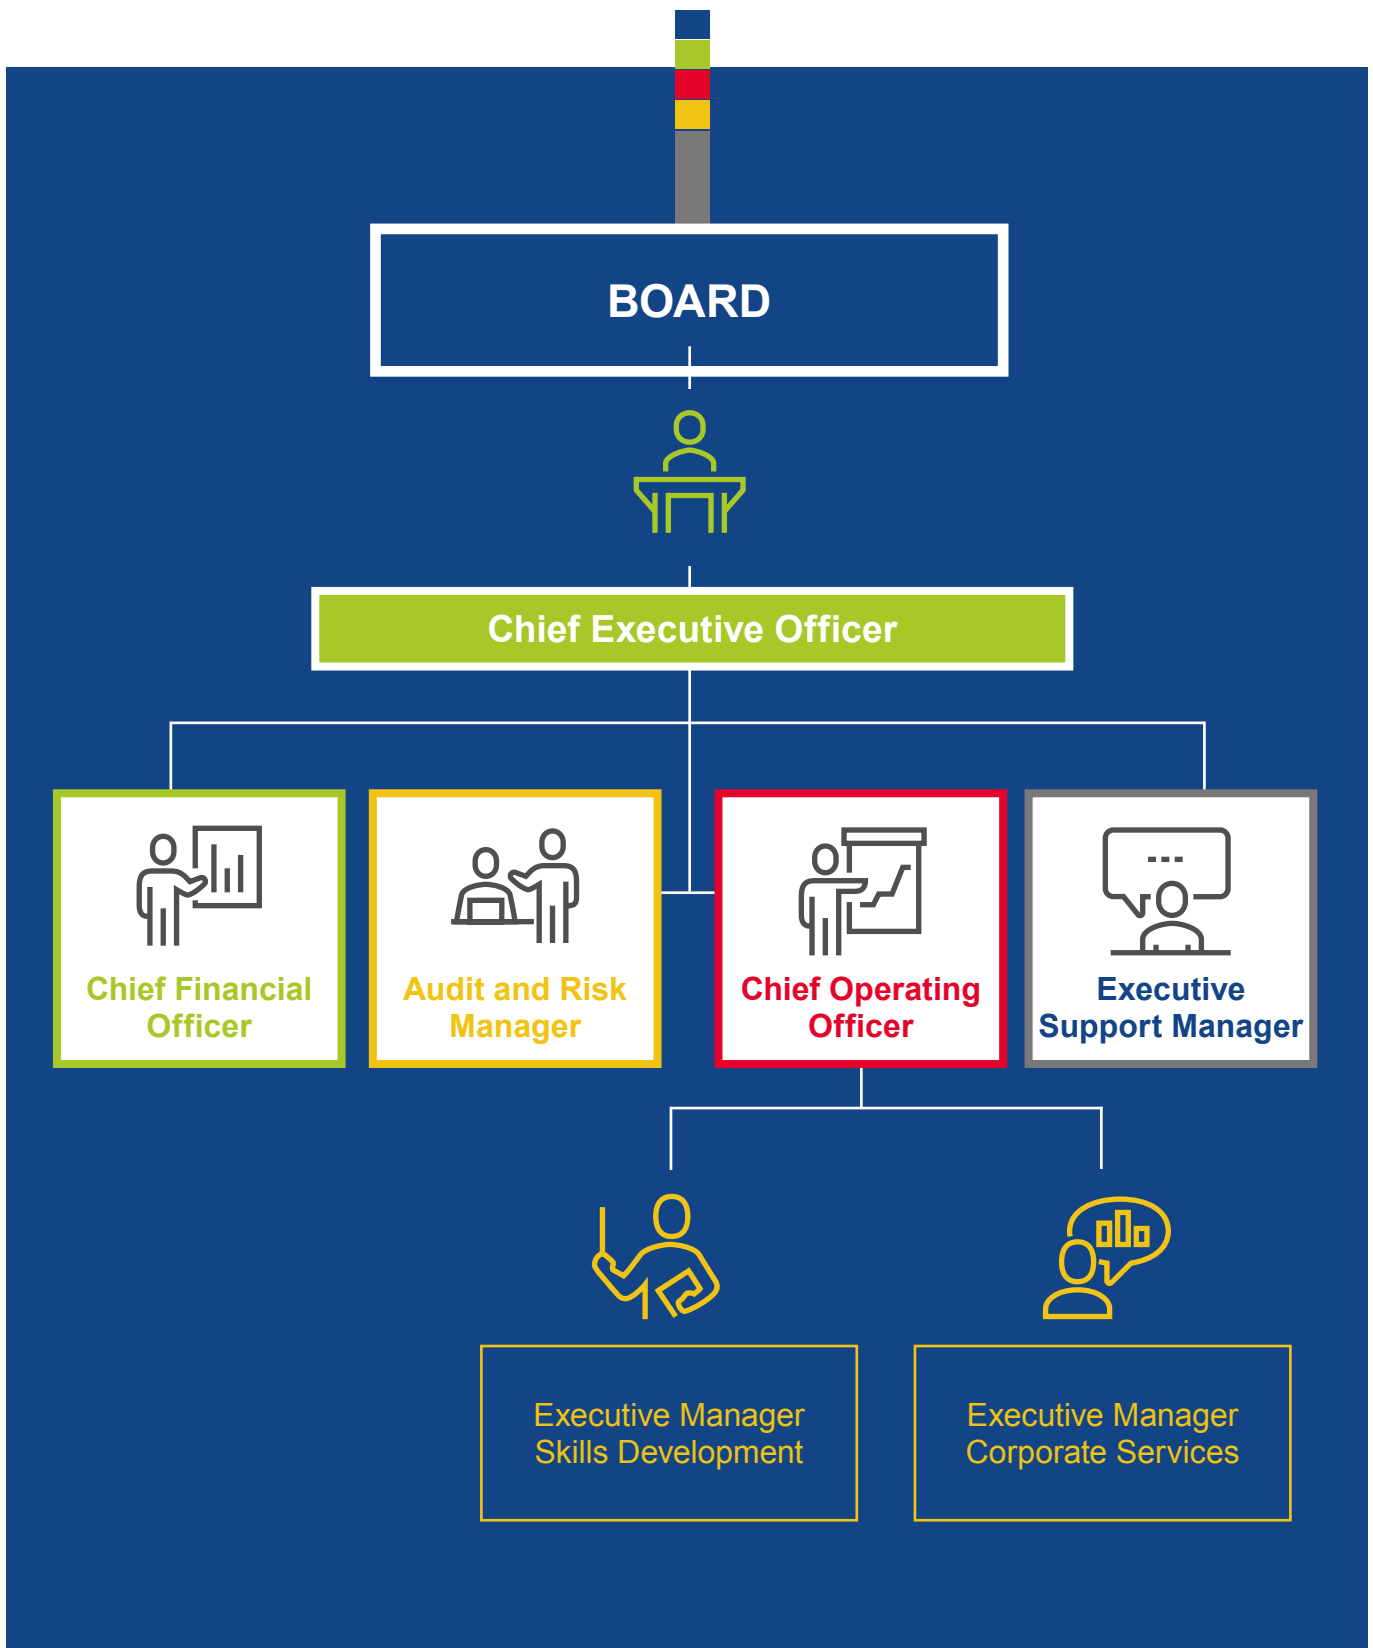 BOARD
Chief Executive Officer
Chief Financial
Officer
Audit and Risk
Manager
Chief Operating
Officer
Executive
Support Manager
Executive Manager
Skills Development
Executive Manager
Corporate Services